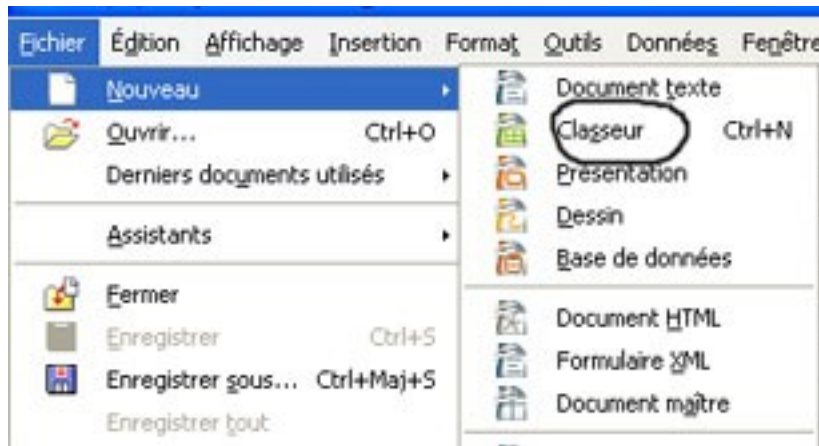 Fichier Édition Affichage Insertion Format Outils Données Fenêtre
Nouveau
Ouvrir... Ctrl+O
Derniers documents utilisés
Assistants
Fermer
Enregistrer Ctrl+S
Enregistrer sous... Ctrl+Maj+S
Enregistrer tout
Document texte
Classeur Ctrl+N
Présentation
Dessin
Base de données
Document HTML
Formulaire XML
Document maître